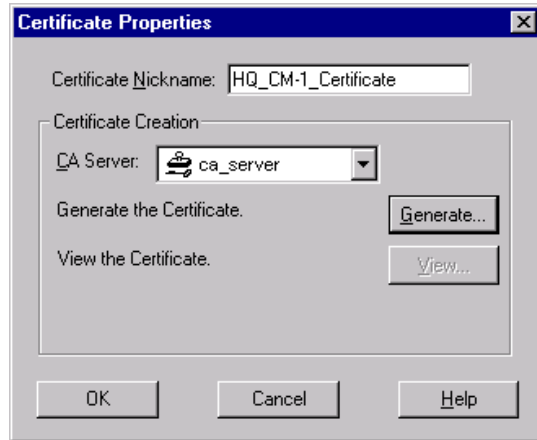 Certificate Properties
Certificate Nickname: HQ_CM-1_Certificate
Certificate Creation
CA Server: ca_server
Generate the Certificate. Generate...
View the Certificate. View...
OK Cancel Help